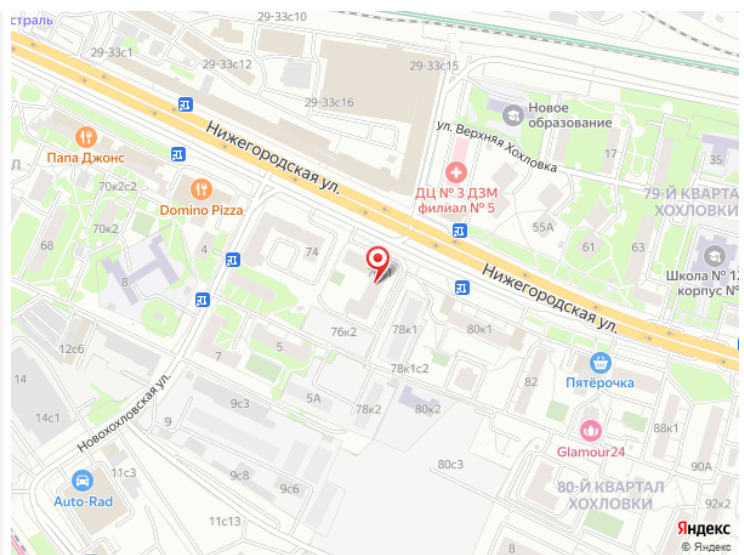 страль
29-33с10
29-33с12
29-33с15
29-33с16
Новое
образование
ул. Верхняя Хохловка
17
35
Нижегородская ул.
Папа Джонс
70к2с2
Domino Pizza
ДЦ № 3 ДЗМ
филиал № 5
79-Й КВАРТАЛ
ХОХЛОВКИ
55А
61
63
68
70к2
74
4
8
Школа № 12
корпус №
Нижегородская ул.
76к2
78к1
80к1
7
5
12с6
78к1с2
82
Пятёрочка
14с1
5А
9с3
9
78к2
80к2
88к1
Новохохловская ул.
Glamour24
11с3
9с8
9с6
80с3
90А
Auto-Rad
80-Й КВАРТАЛ
ХОХЛОВКИ
92к2
11с13
8
Яндекс
© Яндекс